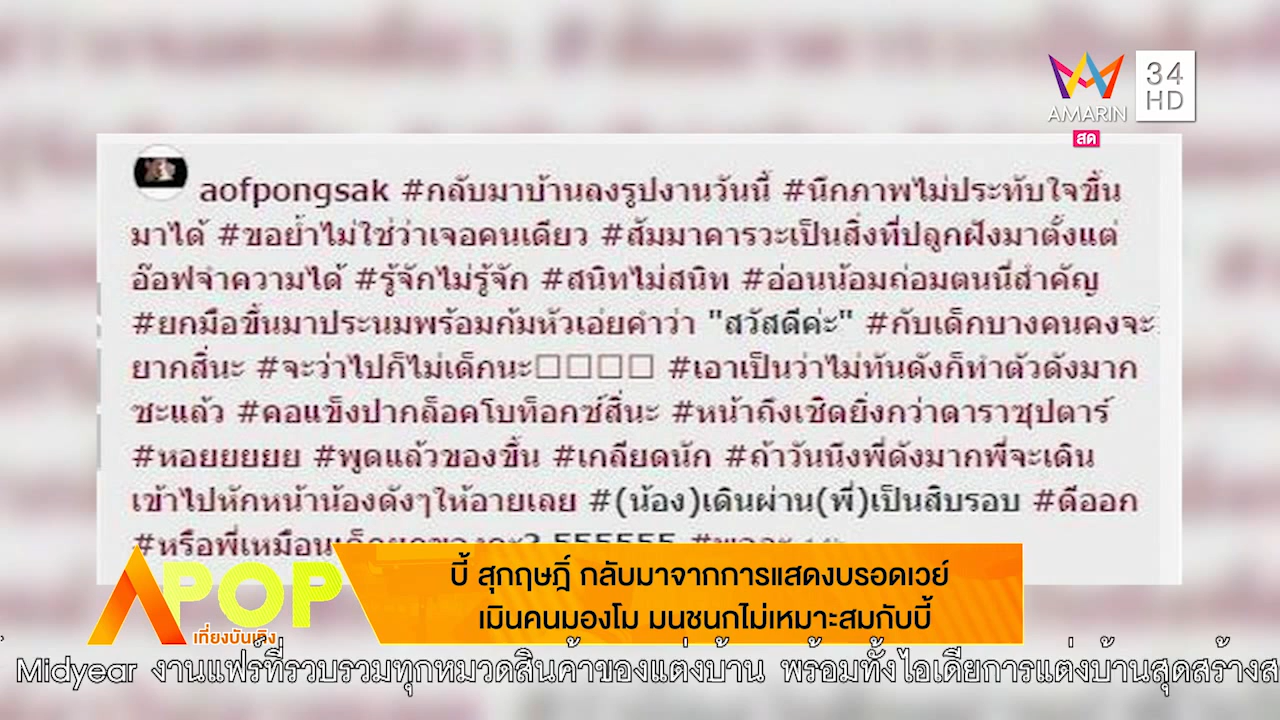 34
HD
AMARIN
สด
aofpongsak #กลับมาบ้านลงรูปงานวันนี้ #นึกภาพไม่ประทับใจขึ้น
มาได้ #ขอย้ำไม่ใช่ว่าเจอคนเดียว #สัมมาคารวะเป็นสิ่งที่ปลูกฝังมาตั้งแต่
อ๊อฟจำความได้ #รู้จักไม่รู้จัก #สนิทไม่สนิท #อ่อนน้อมถ่อมตนนี่สำคัญ
#ยกมือขึ้นมาประนมพร้อมก้มหัวเอ่ยคำว่า "สวัสดีค่ะ" #กับเด็กบางคนคงจะ
ยากสิ่นะ #จะว่าไปก็ไม่เด็กนะ□□□□ #เอาเป็นว่าไม่ทันดังก็ทำตัวดังมาก
ซะแล้ว #คอแข็งปากล็อคโบท็อกซ์สิ่นะ #หน้าถึงเชิดยิ่งกว่าดาราซุปตาร์
#หอยยยยย #พูดแล้วของขึ้น #เกลียดนัก #ถ้าวันนึงพี่ดังมากพี่จะเดิน
เข้าไปหักหน้าน้องดังๆให้อายเลย #(น้อง)เดินผ่าน(พี่)เป็นสิบรอบ #ดีออก
#หรือพี่เหมือน
APOP
เที่ยงบันเทิง
บี้ สุกฤษฎิ์ กลับมาจากการแสดงบรอดเวย์
เมินคนมองโม มนชนกไม่เหมาะสมกับบี้
Midyear งานแฟร์ที่รวบรวมทุกหมวดสินค้าของแต่งบ้าน พร้อมทั้งไอเดียการแต่งบ้านสุดสร้างส